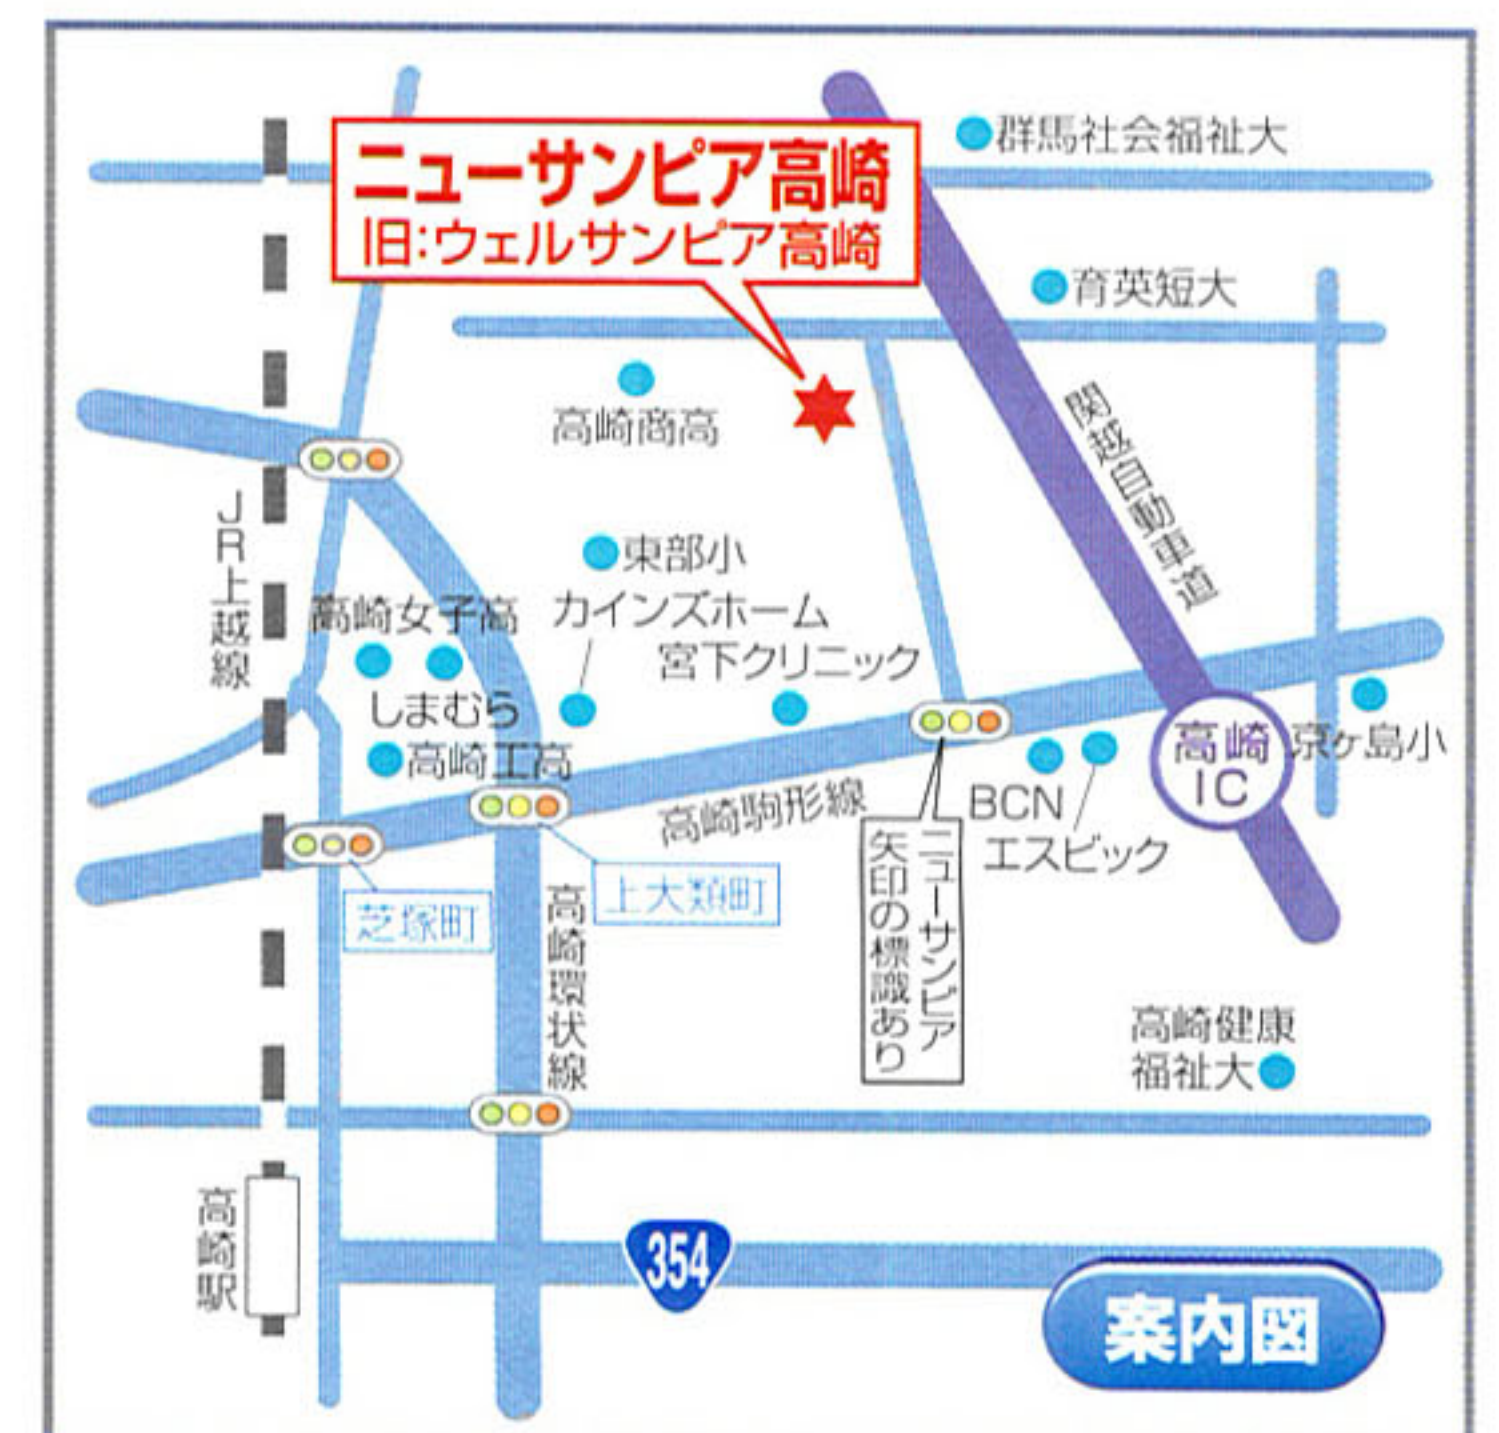 群馬社会福祉大
ニューサンピア高崎
旧:ウェルサンピア高崎
育英短大
高崎商高
関越自動車道
JR上越線
東部小
高崎女子高
カインズホーム
宮下クリニック
しまむら
高崎工高
高崎
IC
京ヶ島小
高崎駒形線
BCN
エスビック
ニューサンピア
矢印の標識あり
上大類町
芝塚町
高崎環状線
高崎健康
福祉大
高崎駅
354
案内図